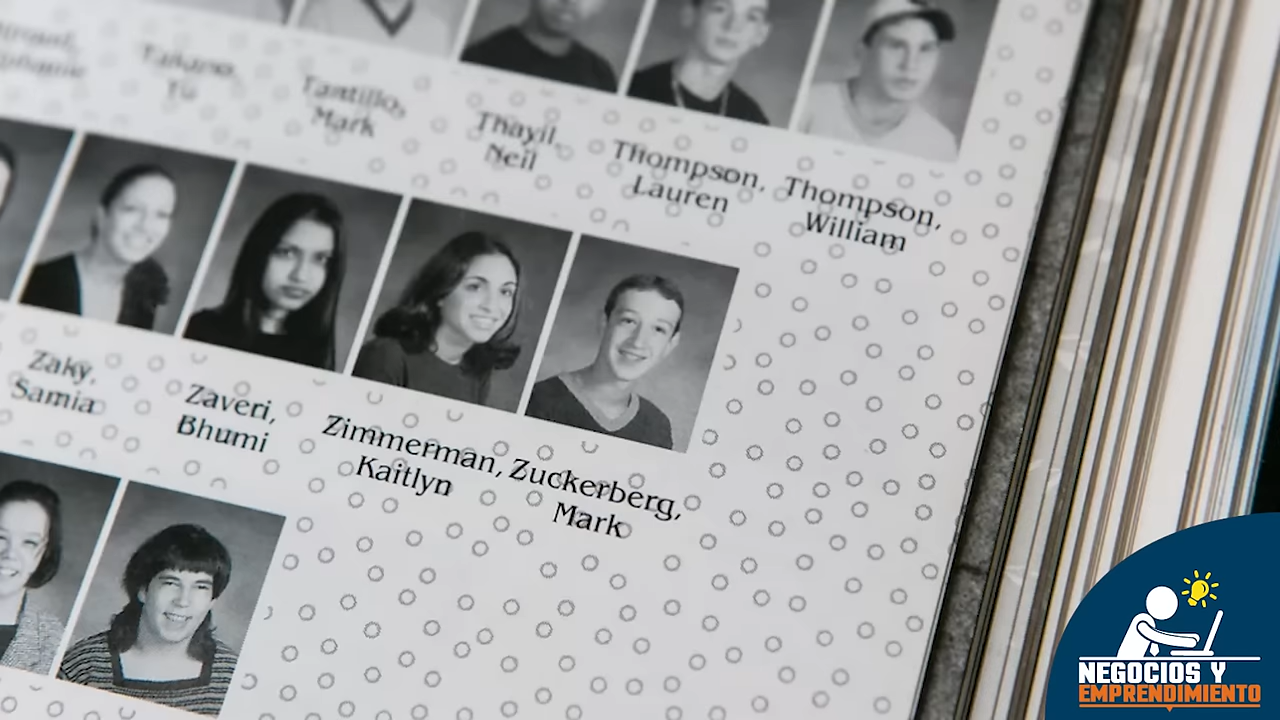 Takano,
Yu
Tantillo,
Mark
Thayil,
Neil
Thompson,
Lauren
Thompson,
William
Zaky,
Samia
Zaveri,
Bhumi
Zimmerman,
Kaitlyn
Zuckerberg,
Mark
NEGOCIOS Y
EMPRENDIMIENTO